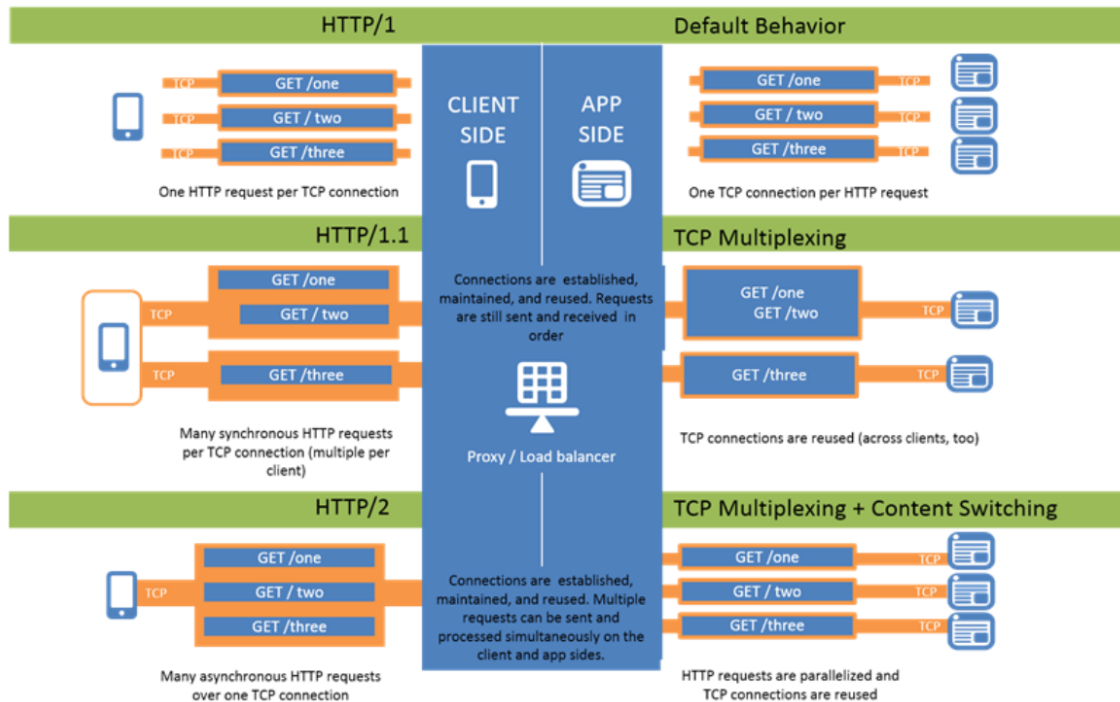 HTTP/1
Default Behavior
TCP GET /one
TCP GET / two
TCP GET /three
One HTTP request per TCP connection
CLIENT
SIDE
APP
SIDE
GET /one TCP
GET / two TCP
GET /three TCP
One TCP connection per HTTP request
HTTP/1.1
TCP Multiplexing
GET /one
TCP GET / two
TCP GET /three
Many synchronous HTTP requests
per TCP connection (multiple per
client)
Connections are established,
maintained, and reused. Requests
are still sent and received in
order
Proxy / Load balancer
GET /one
GET /two
TCP
GET /three TCP
TCP connections are reused (across clients, too)
HTTP/2
TCP Multiplexing + Content Switching
GET /one
TCP GET / two
GET /three
Many asynchronous HTTP requests
over one TCP connection
Connections are established,
maintained, and reused. Multiple
requests can be sent and
processed simultaneously on the
client and app sides.
GET /one TCP
GET / two TCP
GET /three TCP
HTTP requests are parallelized and
TCP connections are reused